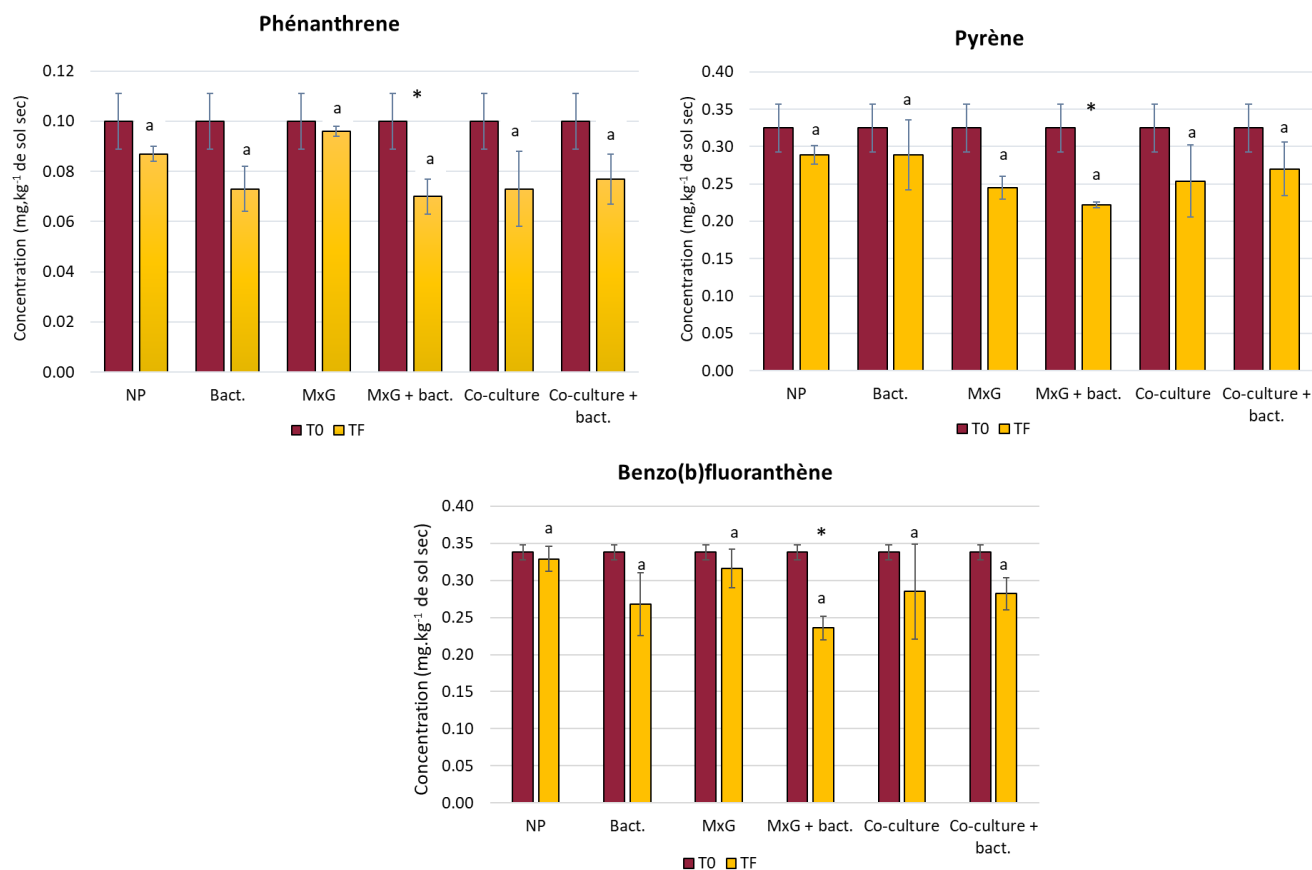 Phénanthrene
Concentration (mg,kg-1 de sol sec)
0.12
0.10
0.08
0.06
0.04
0.02
0.00
a
a
a
*
a
a
a
NP
Bact.
MxG
MxG + bact.
Co-culture
Co-culture +
bact.
T0
TF
Pyrène
Concentration (mg,kg-1 de sol sec)
0.40
0.35
0.30
0.25
0.20
0.15
0.10
0.05
0.00
a
a
a
*
a
a
a
NP
Bact.
MxG
MxG + bact.
Co-culture
Co-culture +
bact.
T0
TF
Benzo(b)fluoranthène
Concentration (mg.kg-1 de sol sec)
0.40
0.35
0.30
0.25
0.20
0.15
0.10
0.05
0.00
a
a
a
*
a
a
a
NP
Bact.
MxG
MxG + bact.
Co-culture
Co-culture +
bact.
T0
TF